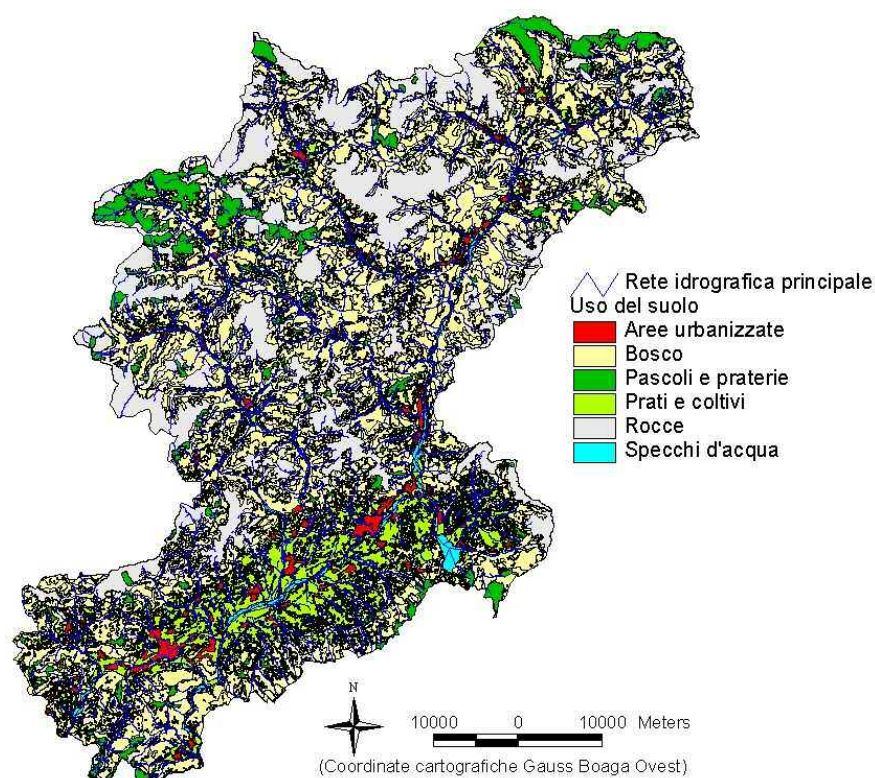 Rete idrografica principale
Uso del suolo
Aree urbanizzate
Bosco
Pascoli e praterie
Prati e coltivi
Rocce
Specchi d'acqua
N
10000 0 10000 Meters
(Coordinate cartografiche Gauss Boaga Ovest)